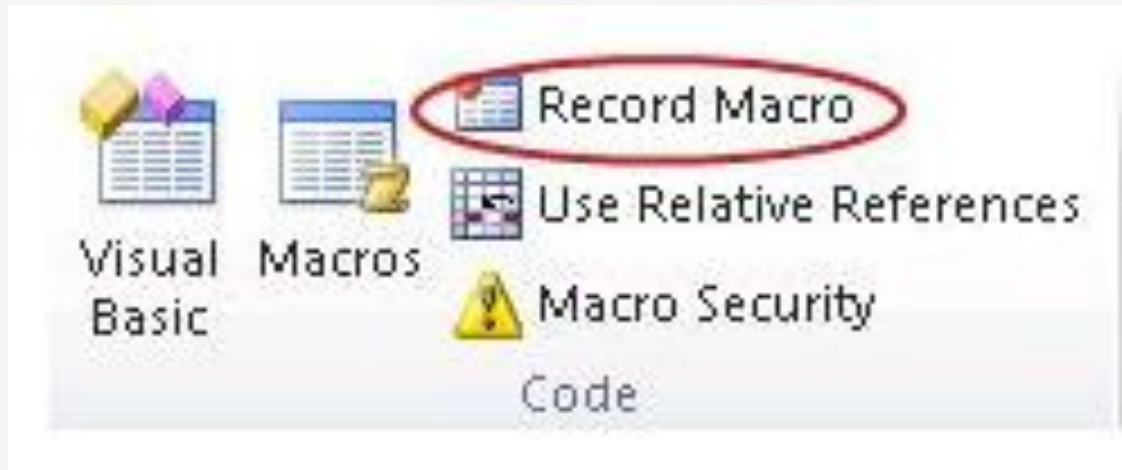 Visual
Basic
Macros
Record Macro
Use Relative References
Macro Security
Code